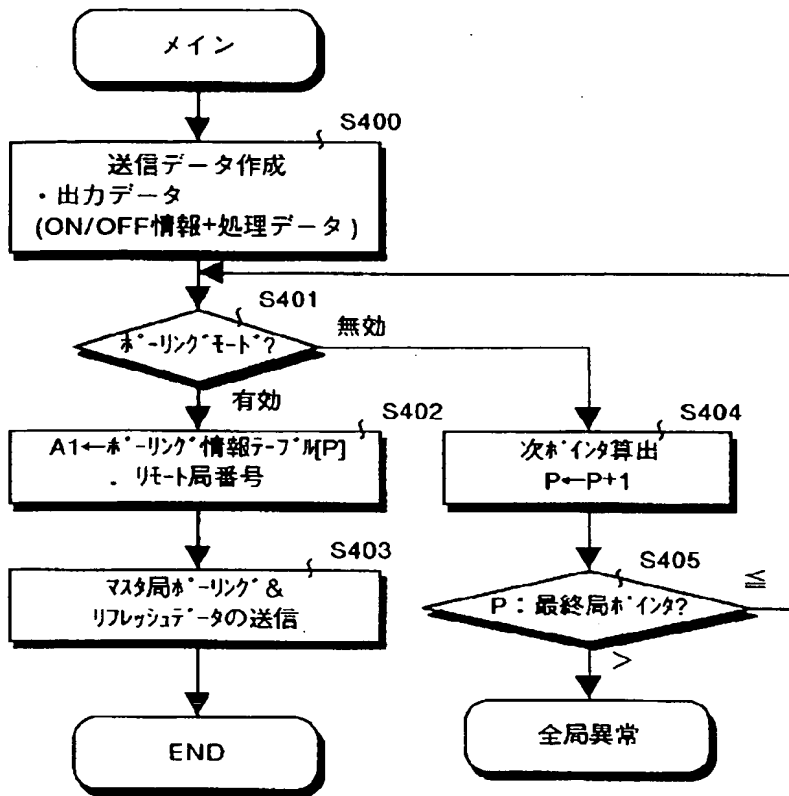 メイン
S400
送信データ作成
・出力データ
(ON/OFF情報+処理データ)
S401
ﾎﾟｰﾘﾝｸﾞﾓｰﾄﾞ?
無効
有効
S402
A1←ﾎﾟｰﾘﾝｸﾞ情報ﾃｰﾌﾞﾙ[P]
. ﾘﾓｰﾄ局番号
S404
次ﾎﾟｲﾝﾀ算出
P←P+1
S403
ﾏｽﾀ局ﾎﾟｰﾘﾝｸﾞ&
ﾘﾌﾚｯｼｭﾃﾞｰﾀの送信
S405
P：最終局ﾎﾟｲﾝﾀ?
≦
>
END
全局異常